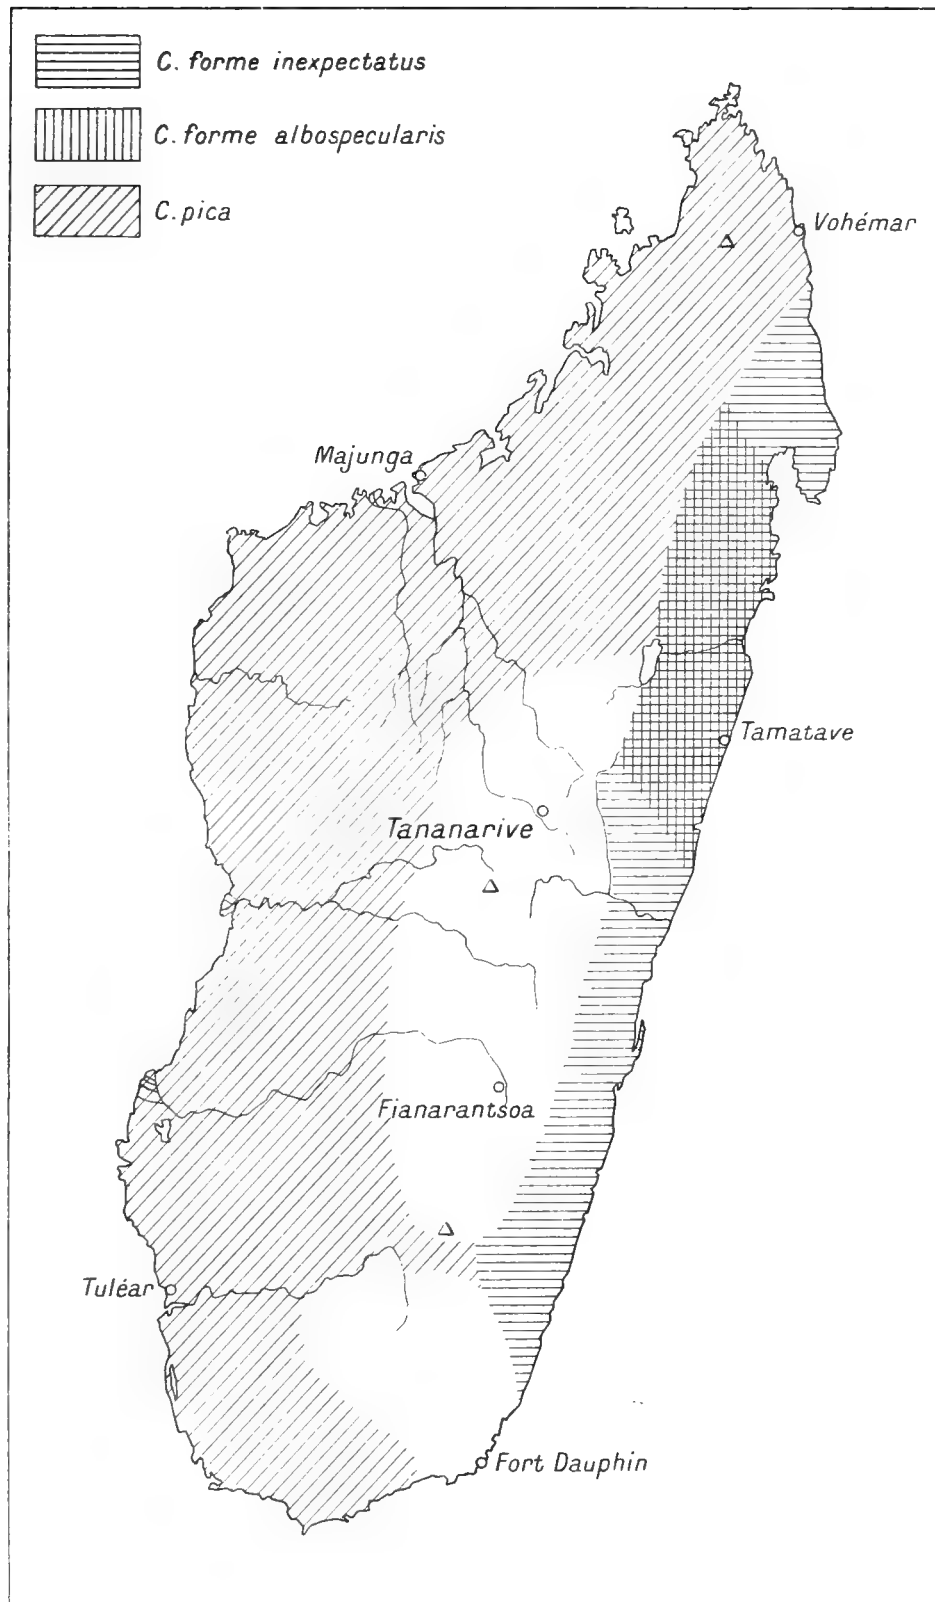 C. forme inexpectatus
C. forme albospecularis
C. pica
Vohémar
Majunga
Tamatave
Tananarive
Fianarantsoa
Tuléar
Fort Dauphin